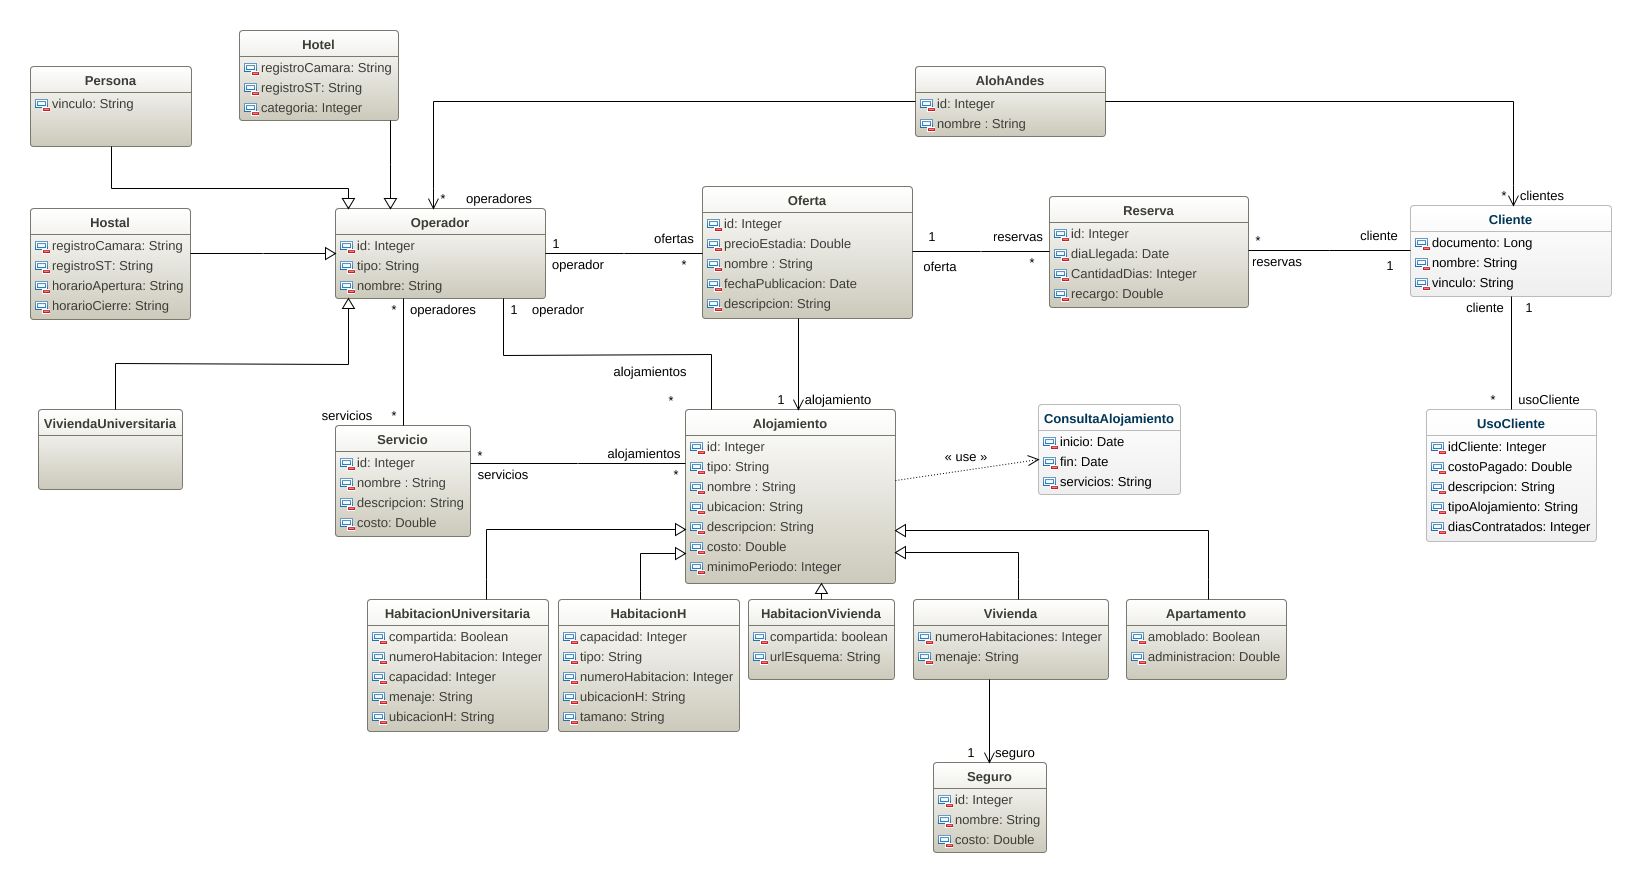 Hotel
registroCamara: String
registroST: String
categoria: Integer
Persona
vinculo: String
AlohAndes
id: Integer
nombre : String
* operadores
* clientes
Hostal
registroCamara: String
registroST: String
horarioApertura: String
horarioCierre: String
Operador
id: Integer
tipo: String
nombre: String
1 ofertas
operador *
Oferta
id: Integer
precioEstadia: Double
nombre : String
fechaPublicacion: Date
descripcion: String
1 reservas
oferta *
Reserva
id: Integer
diaLlegada: Date
CantidadDias: Integer
recargo: Double
* cliente
reservas 1
Cliente
documento: Long
nombre: String
vinculo: String
* operadores
1 operador
cliente 1
alojamientos
*
1 alojamiento
* usoCliente
servicios *
ViviendaUniversitaria
Servicio
id: Integer
nombre : String
descripcion: String
costo: Double
* alojamientos
servicios *
Alojamiento
id: Integer
tipo: String
nombre : String
ubicacion: String
descripcion: String
costo: Double
minimoPeriodo: Integer
« use »
ConsultaAlojamiento
inicio: Date
fin: Date
servicios: String
UsoCliente
idCliente: Integer
costoPagado: Double
descripcion: String
tipoAlojamiento: String
diasContratados: Integer
HabitacionUniversitaria
compartida: Boolean
numeroHabitacion: Integer
capacidad: Integer
menaje: String
ubicacionH: String
HabitacionH
capacidad: Integer
tipo: String
numeroHabitacion: Integer
ubicacionH: String
tamano: String
HabitacionVivienda
compartida: boolean
urlEsquema: String
Vivienda
numeroHabitaciones: Integer
menaje: String
Apartamento
amoblado: Boolean
administracion: Double
1 seguro
Seguro
id: Integer
nombre: String
costo: Double